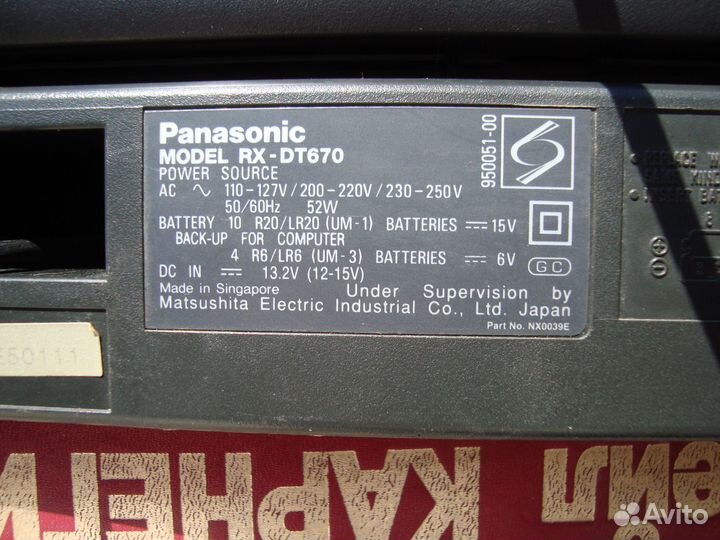 Panasonic
MODEL RX-DT670
POWER SOURCE
AC ∿ 110-127V/200-220V/230-250V
50/60Hz 52W
BATTERY 10 R20/LR20 (UM-1) BATTERIES ⎓ 15V
BACK-UP FOR COMPUTER
4 R6/LR6 (UM-3) BATTERIES ⎓ 6V
DC IN ⎓ 13.2V (12-15V)
Made in Singapore Under Supervision by
Matsushita Electric Industrial Co., Ltd. Japan
Part No. NX0039E
950051-00
GC
50111
ЕЙЛ
КАРНЕГИ
Avito